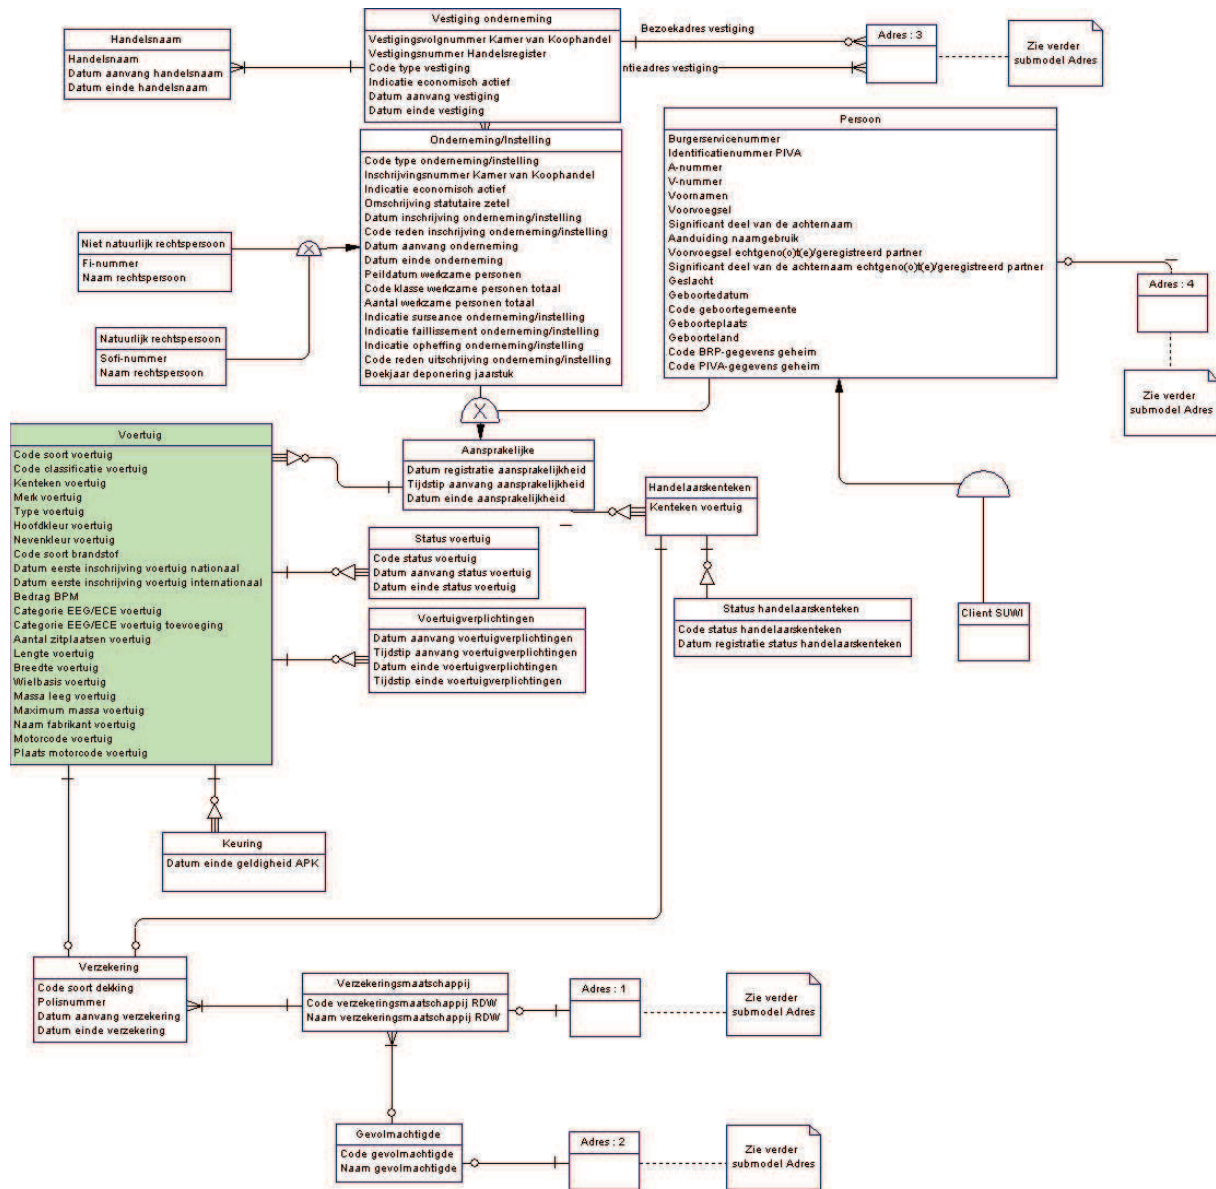 Vestiging onderneming
Vestigingsvolgnummer Kamer van Koophandel
Vestigingsnummer Handelsregister
Code type vestiging
Indicatie economisch actief
Datum aanvang vestiging
Datum einde vestiging
Handelsnaam
Handelsnaam
Datum aanvang handelsnaam
Datum einde handelsnaam
Bezoekadres vestiging
ntieadres vestiging
Adres : 3
Zie verder
submodel Adres
Onderneming/Instelling
Code type onderneming/instelling
Inschrijvingsnummer Kamer van Koophandel
Indicatie economisch actief
Omschrijving statutaire zetel
Datum inschrijving onderneming/instelling
Code reden inschrijving onderneming/instelling
Datum aanvang onderneming
Datum einde onderneming
Peildatum werkzame personen
Code klasse werkzame personen totaal
Aantal werkzame personen totaal
Indicatie surseance onderneming/instelling
Indicatie faillissement onderneming/instelling
Indicatie opheffing onderneming/instelling
Code reden uitschrijving onderneming/instelling
Boekjaar deponering jaarstuk
Persoon
Burgerservicenummer
Identificatienummer PIVA
A-nummer
V-nummer
Voornamen
Voorvoegsel
Significant deel van de achternaam
Aanduiding naamgebruik
Voorvoegsel echtgeno(o)t(e)/geregistreerd partner
Significant deel van de achternaam echtgeno(o)t(e)/geregistreerd partner
Geslacht
Geboortedatum
Code geboortegemeente
Geboorteplaats
Geboorteland
Code BRP-gegevens geheim
Code PIVA-gegevens geheim
Niet natuurlijk rechtspersoon
Fi-nummer
Naam rechtspersoon
X
Natuurlijk rechtspersoon
Sofi-nummer
Naam rechtspersoon
Adres : 4
Zie verder
submodel Adres
X
Voertuig
Code soort voertuig
Code classificatie voertuig
Kenteken voertuig
Merk voertuig
Type voertuig
Hoofdkleur voertuig
Nevenkleur voertuig
Code soort brandstof
Datum eerste inschrijving voertuig nationaal
Datum eerste inschrijving voertuig internationaal
Bedrag BPM
Categorie EEG/ECE voertuig
Categorie EEG/ECE voertuig toevoeging
Aantal zitplaatsen voertuig
Lengte voertuig
Breedte voertuig
Wielbasis voertuig
Massa leeg voertuig
Maximum massa voertuig
Naam fabrikant voertuig
Motorcode voertuig
Plaats motorcode voertuig
Aansprakelijke
Datum registratie aansprakelijkheid
Tijdstip aanvang aansprakelijkheid
Datum einde aansprakelijkheid
Handelaarskenteken
Kenteken voertuig
Status voertuig
Code status voertuig
Datum aanvang status voertuig
Datum einde status voertuig
Voertuigverplichtingen
Datum aanvang voertuigverplichtingen
Tijdstip aanvang voertuigverplichtingen
Datum einde voertuigverplichtingen
Tijdstip einde voertuigverplichtingen
Status handelaarskenteken
Code status handelaarskenteken
Datum registratie status handelaarskenteken
Client SUWI
Keuring
Datum einde geldigheid APK
Verzekering
Code soort dekking
Polisnummer
Datum aanvang verzekering
Datum einde verzekering
Verzekeringsmaatschappij
Code verzekeringsmaatschappij RDW
Naam verzekeringsmaatschappij RDW
Adres : 1
Zie verder
submodel Adres
Gevolmachtigde
Code gevolmachtigde
Naam gevolmachtigde
Adres : 2
Zie verder
submodel Adres